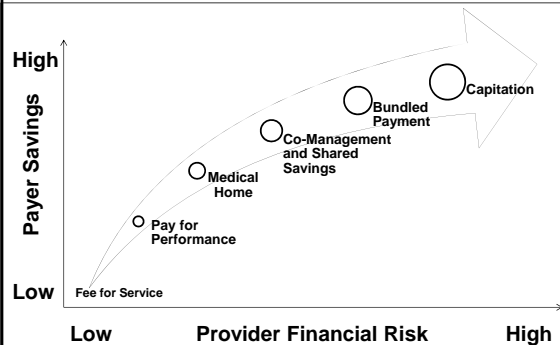 High
Payer Savings
Low
Capitation
Bundled
Payment
Co-Management
and Shared
Savings
Medical
Home
Pay for
Performance
Fee for Service
Low
Provider Financial Risk
High